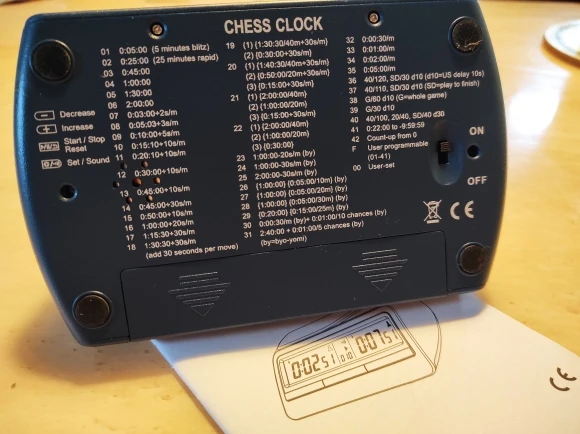 CHESS CLOCK
01 0:05:00 (5 minutes blitz)
02 0:25:00 (25 minutes rapid)
03 0:45:00
04 1:00:00
05 1:30:00
06 2:00:00
07 0:03:00+2s/m
08 0:05:03+3s/m
09 0:10:00+5s/m
10 0:15:10+10s/m
11 0:20:10+10s/m
12 0:30:00+10s/m
13 0:45:00+10s/m
14 0:45:00+30s/m
15 0:50:00+10s/m
16 1:00:00+20s/m
17 1:15:30+30s/m
18 1:30:30+30s/m
(add 30 seconds per move)
Decrease
Increase
Start / Stop
Reset
Set / Sound
19 (1) {1:30:30/40m+30s/m}
(2) {0:30:00+30s/m}
20 (1) {1:40:30/40m+30s/m}
(2) {0:50:00/20m+30s/m}
(3) {0:15:00+30s/m}
21 (1) {2:00:00/40m}
(2) {1:00:00/20m}
(3) {0:15:00+30s/m}
22 (1) {2:00:00/40m}
(2) {1:00:00/20m}
(3) {0:30:00}
23 1:00:00-20s/m (by)
24 1:00:00-30s/m (by)
25 2:00:00-30s/m (by)
26 {1:00:00} {0:05:00/10m} (by)
27 {1:00:00} {0:05:00/20m} (by)
28 {1:00:00} {0:05:00/30m} (by)
29 {0:20:00} {0:15:00/25m} (by)
30 0:00:30/m (by)+ 0:01:00/10 chances (by)
31 2:40:00 + 0:01:00/5 chances (by)
(by=byo-yomi)
32 0:00:30/m
33 0:01:00/m
34 0:02:00/m
35 0:05:00/m
36 40/120, SD/30 d10 (d10=US delay 10s)
37 40/110, SD/30 d10 (SD=play to finish)
38 G/60 d10 (G=whole game)
39 G/30 d10
40 40/100, 20/40, SD/40 d30
41 0:22:00 to -9:59:59
42 Count-up from 0
F User programmable
(01-41)
00 User-set
ON
OFF
CE
0:02 51 010 0:07 51
CE